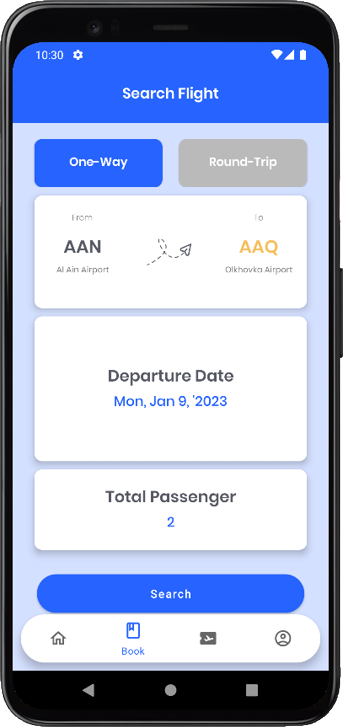 10:30
Search Flight
One-Way
Round-Trip
From
To
AAN
AAQ
Al Ain Airport
Olkhovka Airport
Departure Date
Mon, Jan 9, '2023
Total Passenger
2
Search
Book